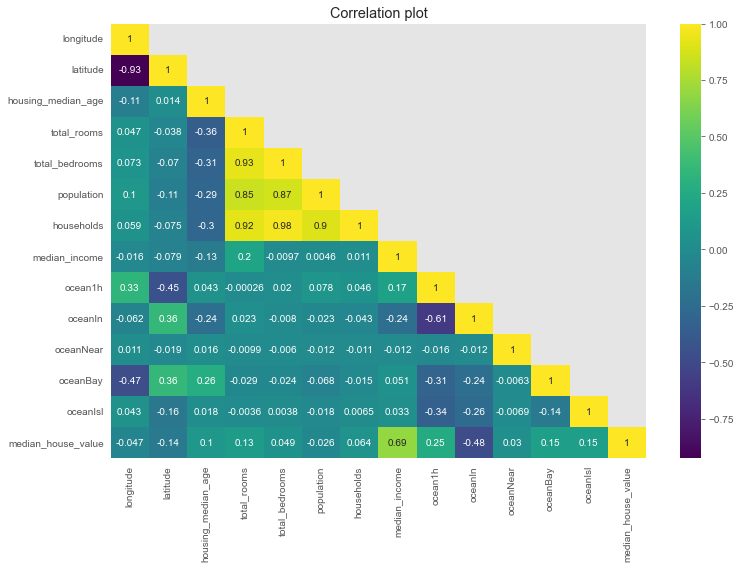 Correlation plot
longitude 1
latitude -0.93 1
housing_median_age -0.11 0.014 1
total_rooms 0.047 -0.038 -0.36 1
total_bedrooms 0.073 -0.07 -0.31 0.93 1
population 0.1 -0.11 -0.29 0.85 0.87 1
households 0.059 -0.075 -0.3 0.92 0.98 0.9 1
median_income -0.016 -0.079 -0.13 0.2 -0.0097 0.0046 0.011 1
ocean1h 0.33 -0.45 0.043 -0.00026 0.02 0.078 0.046 0.17 1
oceanIn -0.062 0.36 -0.24 0.023 -0.008 -0.023 -0.043 -0.24 -0.61 1
oceanNear 0.011 -0.019 0.016 -0.0099 -0.006 -0.012 -0.011 -0.012 -0.016 -0.012 1
oceanBay -0.47 0.36 0.26 -0.029 -0.024 -0.068 -0.015 0.051 -0.31 -0.24 -0.0063 1
oceanIsl 0.043 -0.16 0.018 -0.0036 0.0038 -0.018 0.0065 0.033 -0.34 -0.26 -0.0069 -0.14 1
median_house_value -0.047 -0.14 0.1 0.13 0.049 -0.026 0.064 0.69 0.25 -0.48 0.03 0.15 0.15 1
longitude
latitude
housing_median_age
total_rooms
total_bedrooms
population
households
median_income
ocean1h
oceanIn
oceanNear
oceanBay
oceanIsl
median_house_value
1.00
0.75
0.50
0.25
0.00
-0.25
-0.50
-0.75